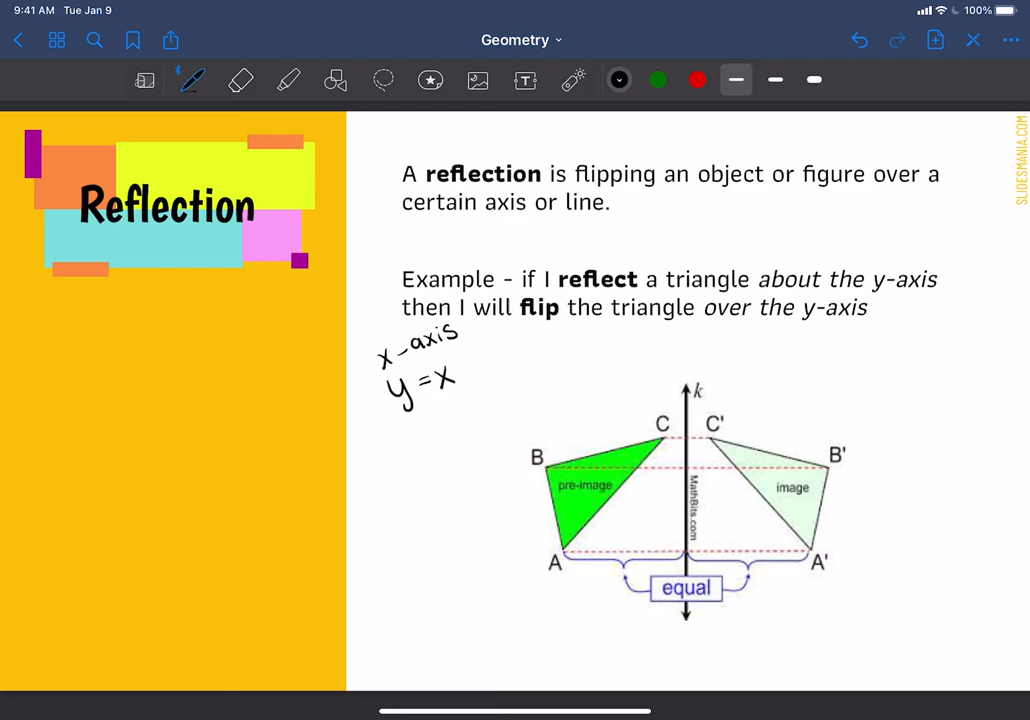 9:41 AM Tue Jan 9
100%
Geometry
T
Reflection
SLIDESMANIA.COM
A reflection is flipping an object or figure over a
certain axis or line.
Example - if I reflect a triangle about the y-axis
then I will flip the triangle over the y-axis
x-axis
y=x
k
C C'
B B'
pre-image image
MathBits.com
A A'
equal